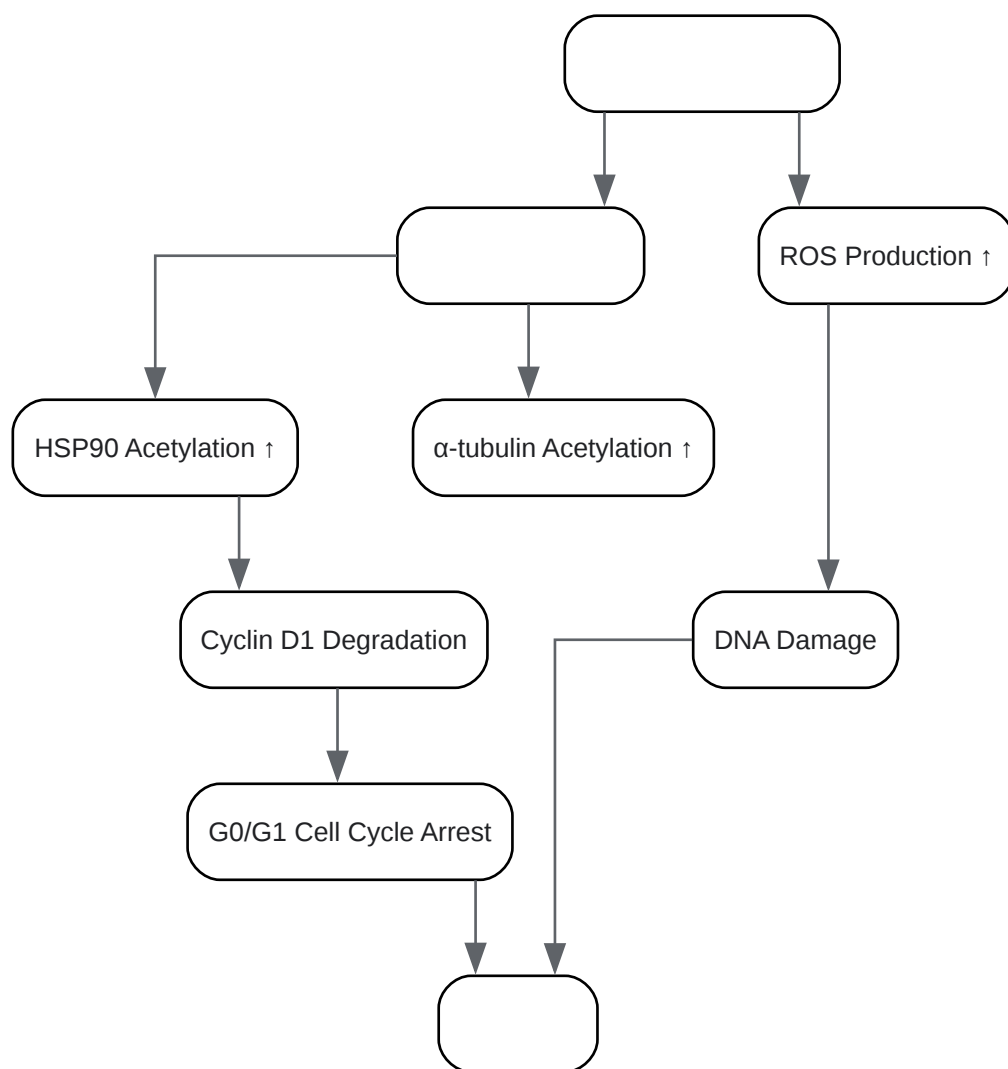 ROS Production ↑
HSP90 Acetylation ↑
α-tubulin Acetylation ↑
Cyclin D1 Degradation
DNA Damage
G0/G1 Cell Cycle Arrest